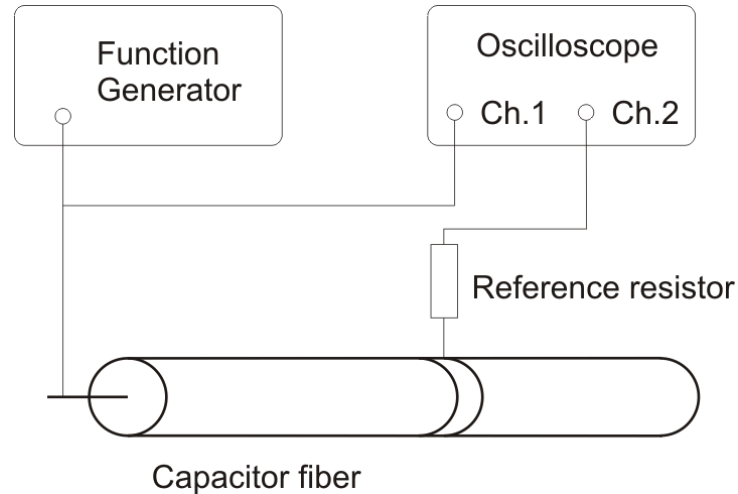 Function
Generator
Oscilloscope
Ch.1
Ch.2
Reference resistor
Capacitor fiber